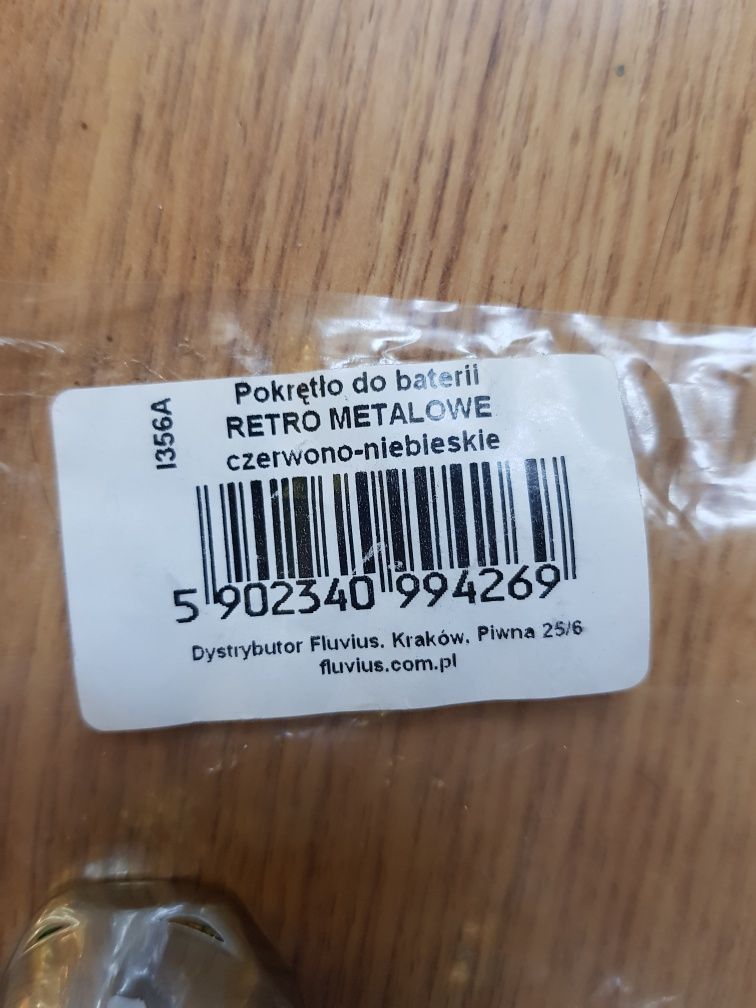 I356A
Pokrętło do baterii
RETRO METALOWE
czerwono-niebieskie
5 902340 994269
Dystrybutor Fluvius. Kraków, Piwna 25/6
fluvius.com.pl